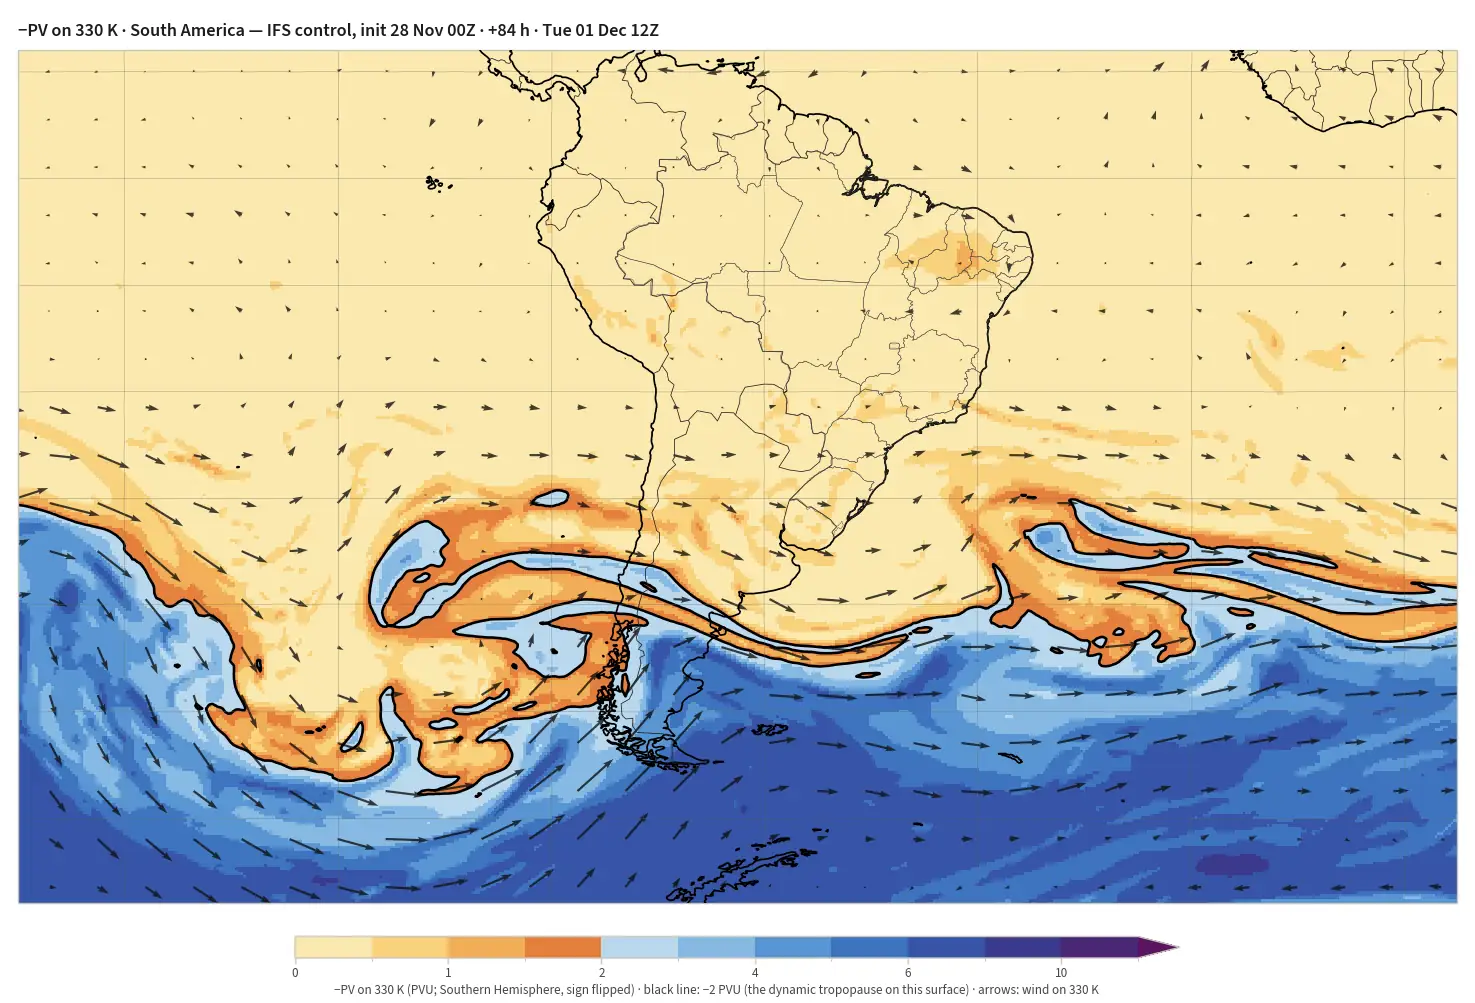 −PV on 330 K · South America — IFS control, init 28 Nov 00Z · +84 h · Tue 01 Dec 12Z
0 1 2 4 6 10
−PV on 330 K (PVU; Southern Hemisphere, sign flipped) · black line: −2 PVU (the dynamic tropopause on this surface) · arrows: wind on 330 K